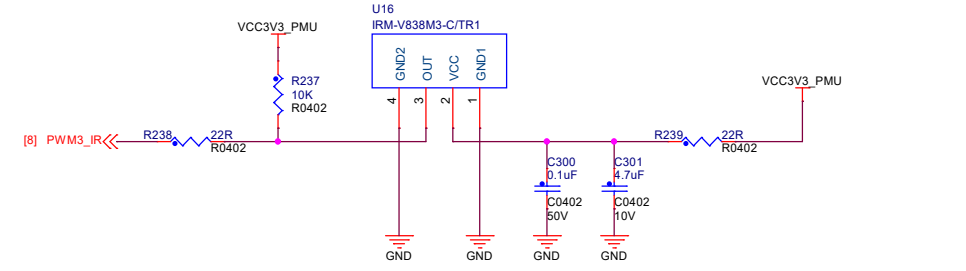 U16
IRM-V838M3-C/TR1
VCC3V3_PMU
GND2
OUT
VCC
GND1
4
3
2
1
R237
10K
R0402
VCC3V3_PMU
[8] PWM3_IR
R238
22R
R0402
R239
22R
R0402
C300
0.1uF
C0402
50V
C301
4.7uF
C0402
10V
GND
GND
GND
GND